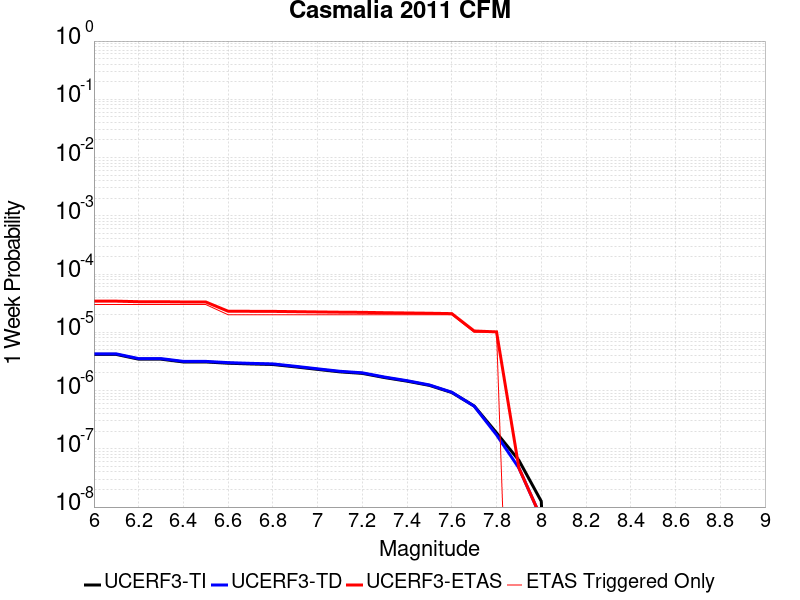 Casmalia 2011 CFM
10^0
10^-1
10^-2
10^-3
10^-4
10^-5
10^-6
10^-7
10^-8
1 Week Probability
6 6.2 6.4 6.6 6.8 7 7.2 7.4 7.6 7.8 8 8.2 8.4 8.6 8.8 9
Magnitude
UCERF3-TI UCERF3-TD UCERF3-ETAS ETAS Triggered Only